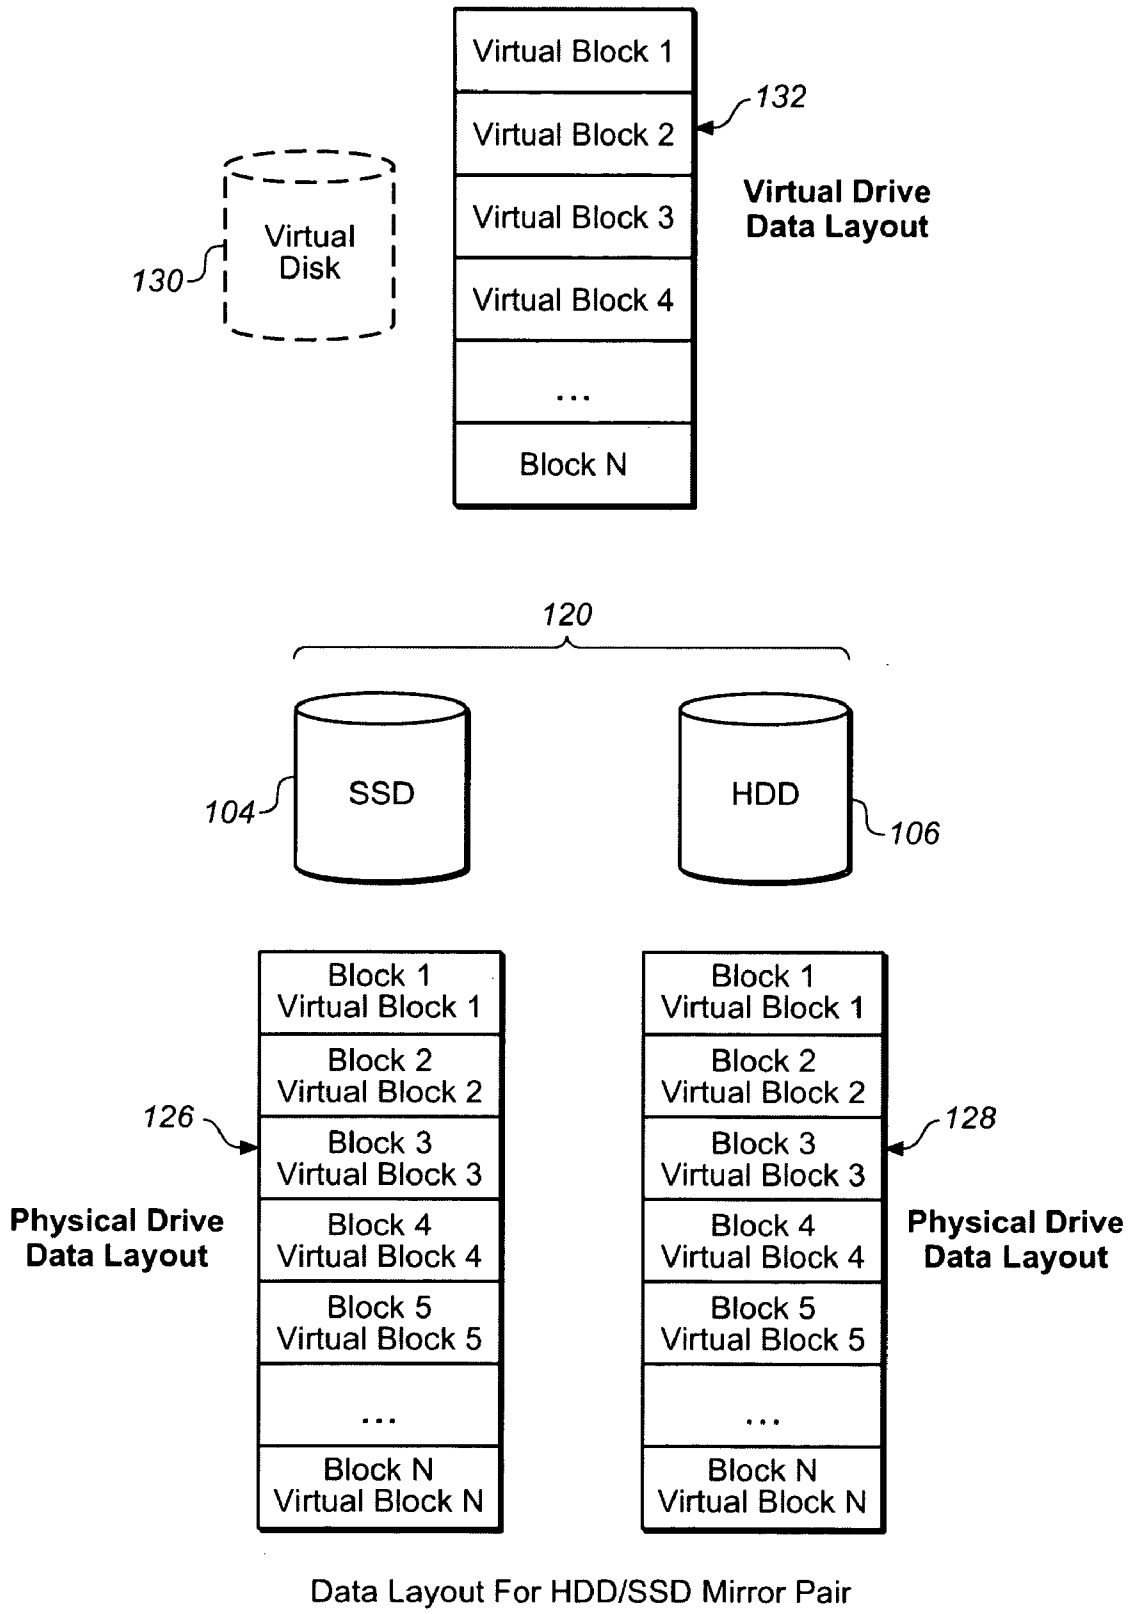 Virtual Block 1
132
Virtual Block 2
Virtual Drive
Data Layout
Virtual Block 3
Virtual
Disk
130
Virtual Block 4
...
Block N
120
SSD
HDD
104
106
Block 1
Virtual Block 1
Block 2
Virtual Block 2
Block 3
Virtual Block 3
Block 4
Virtual Block 4
Block 5
Virtual Block 5
...
Block N
Virtual Block N
126
Physical Drive
Data Layout
Block 1
Virtual Block 1
Block 2
Virtual Block 2
Block 3
Virtual Block 3
Block 4
Virtual Block 4
Block 5
Virtual Block 5
...
Block N
Virtual Block N
128
Physical Drive
Data Layout
Data Layout For HDD/SSD Mirror Pair